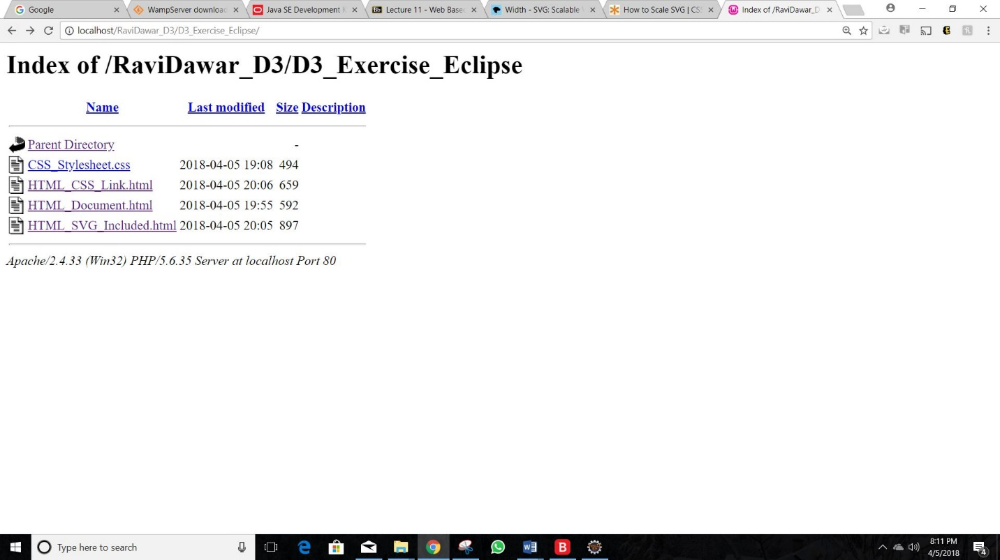 Google
WampServer download
Java SE Development K
Bb Lecture 11 - Web Base
Width - SVG: Scalable V
How to Scale SVG | CSS
Index of /RaviDawar_D
localhost/RaviDawar_D3/D3_Exercise_Eclipse/
Index of /RaviDawar_D3/D3_Exercise_Eclipse
Name Last modified Size Description
Parent Directory -
CSS_Stylesheet.css 2018-04-05 19:08 494
HTML_CSS_Link.html 2018-04-05 20:06 659
HTML_Document.html 2018-04-05 19:55 592
HTML_SVG_Included.html 2018-04-05 20:05 897
Apache/2.4.33 (Win32) PHP/5.6.35 Server at localhost Port 80
Type here to search
8:11 PM
4/5/2018
4